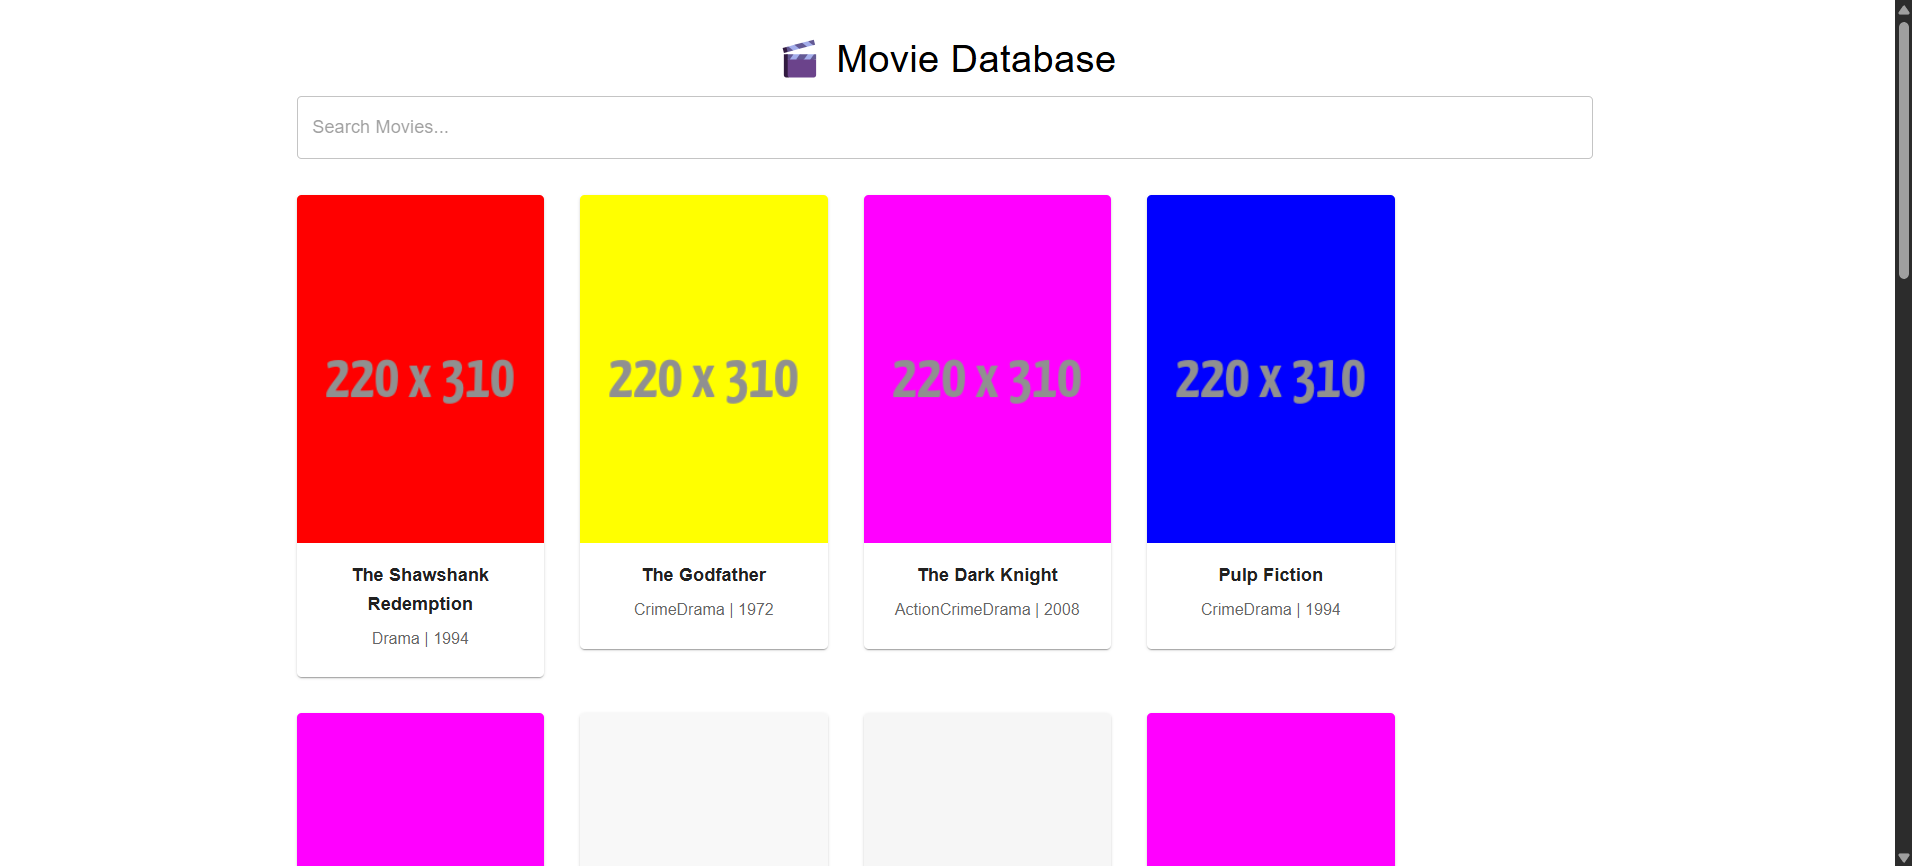 Movie Database
Search Movies...
220 x 310
220 x 310
220 x 310
220 x 310
The Shawshank
Redemption
Drama | 1994
The Godfather
CrimeDrama | 1972
The Dark Knight
ActionCrimeDrama | 2008
Pulp Fiction
CrimeDrama | 1994